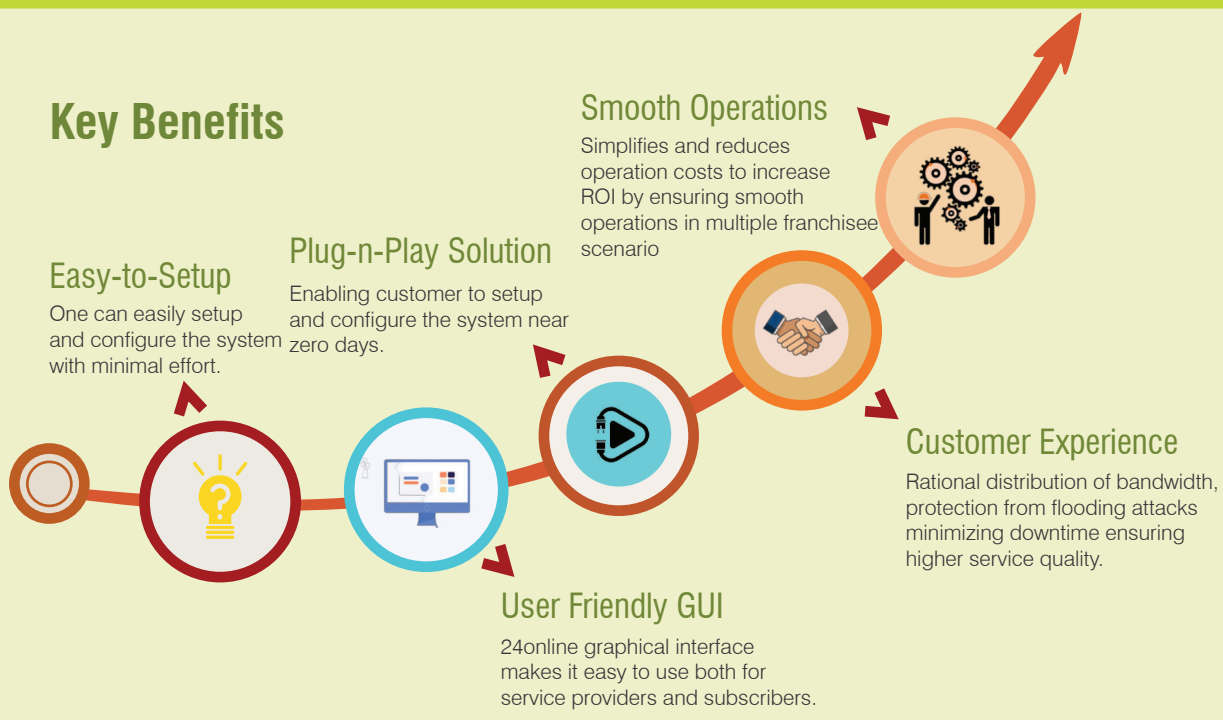 Key Benefits
Easy-to-Setup
One can easily setup
and configure the system
with minimal effort.
Plug-n-Play Solution
Enabling customer to setup
and configure the system near
zero days.
Smooth Operations
Simplifies and reduces
operation costs to increase
ROI by ensuring smooth
operations in multiple franchisee
scenario
User Friendly GUI
24online graphical interface
makes it easy to use both for
service providers and subscribers.
Customer Experience
Rational distribution of bandwidth,
protection from flooding attacks
minimizing downtime ensuring
higher service quality.